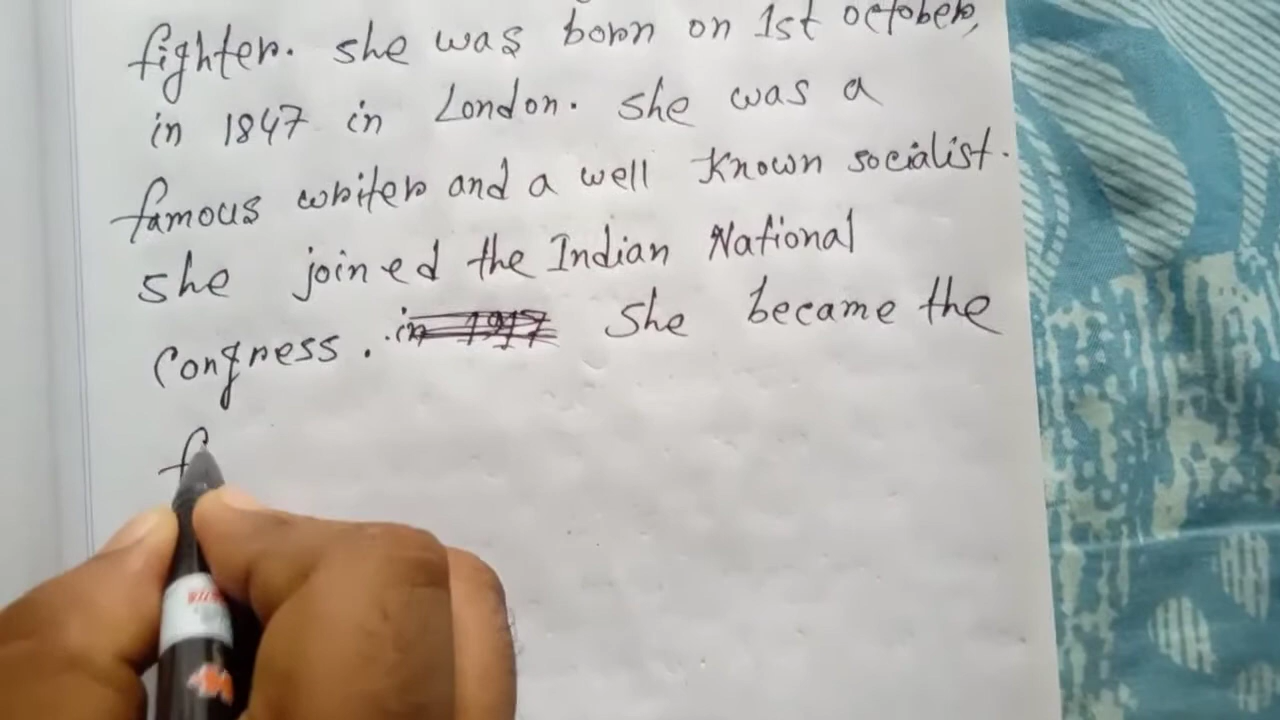 fighter. she was born on 1st october,
in 1847 in London. she was a
famous writer and a well known socialist.
she joined the Indian National
Congress. in 1917 she became the
f